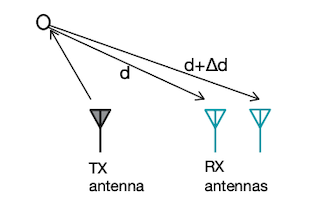 d+Δd
d
TX
antenna
RX
antennas